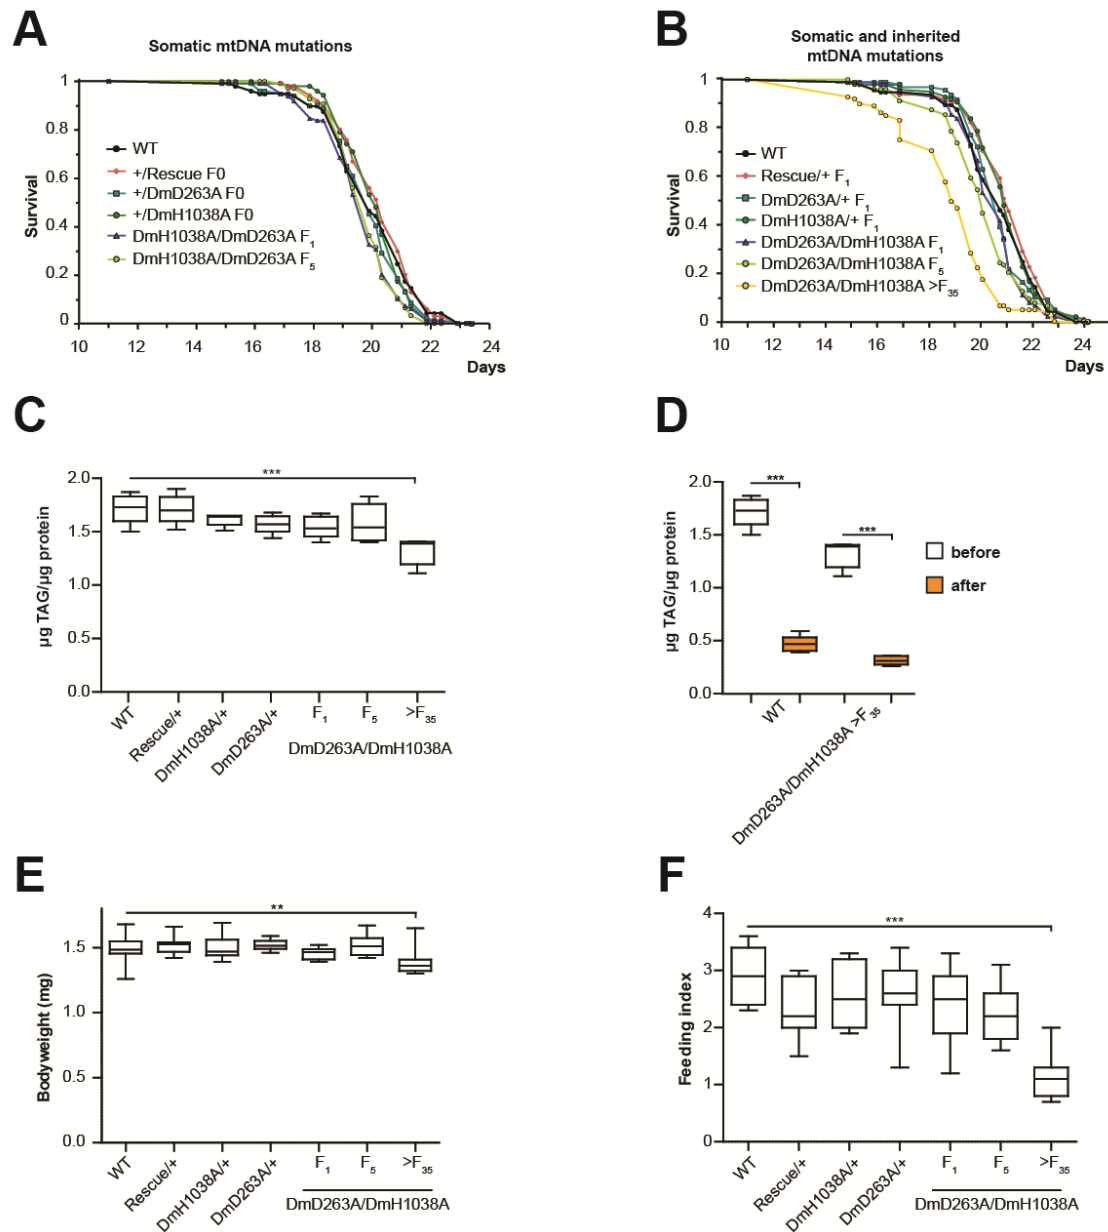 A
Somatic mtDNA mutations
Survival
1
0.8
0.6
0.4
0.2
0
10 12 14 16 18 20 22 24
Days
WT
+/Rescue F0
+/DmD263A F0
+/DmH1038A F0
DmH1038A/DmD263A F1
DmH1038A/DmD263A F5
B
Somatic and inherited
mtDNA mutations
Survival
1
0.8
0.6
0.4
0.2
0
10 12 14 16 18 20 22 24
Days
WT
Rescue/+ F1
DmD263A/+ F1
DmH1038A/+ F1
DmD263A/DmH1038A F1
DmD263A/DmH1038A F5
DmD263A/DmH1038A >F35
C
µg TAG/µg protein
2.0
1.5
1.0
0.5
0.0
***
WT
Rescue/+
DmH1038A/+
DmD263A/+
F1
F5
>F35
DmD263A/DmH1038A
D
µg TAG/µg protein
2.0
1.5
1.0
0.5
0.0
***
***
before
after
WT
DmD263A/DmH1038A >F35
E
Bodyweight (mg)
1.5
1.0
0.5
0.0
**
WT
Rescue/+
DmH1038A/+
DmD263A/+
F1
F5
>F35
DmD263A/DmH1038A
F
Feeding index
4
3
2
1
0
***
WT
Rescue/+
DmH1038A/+
DmD263A/+
F1
F5
>F35
DmD263A/DmH1038A